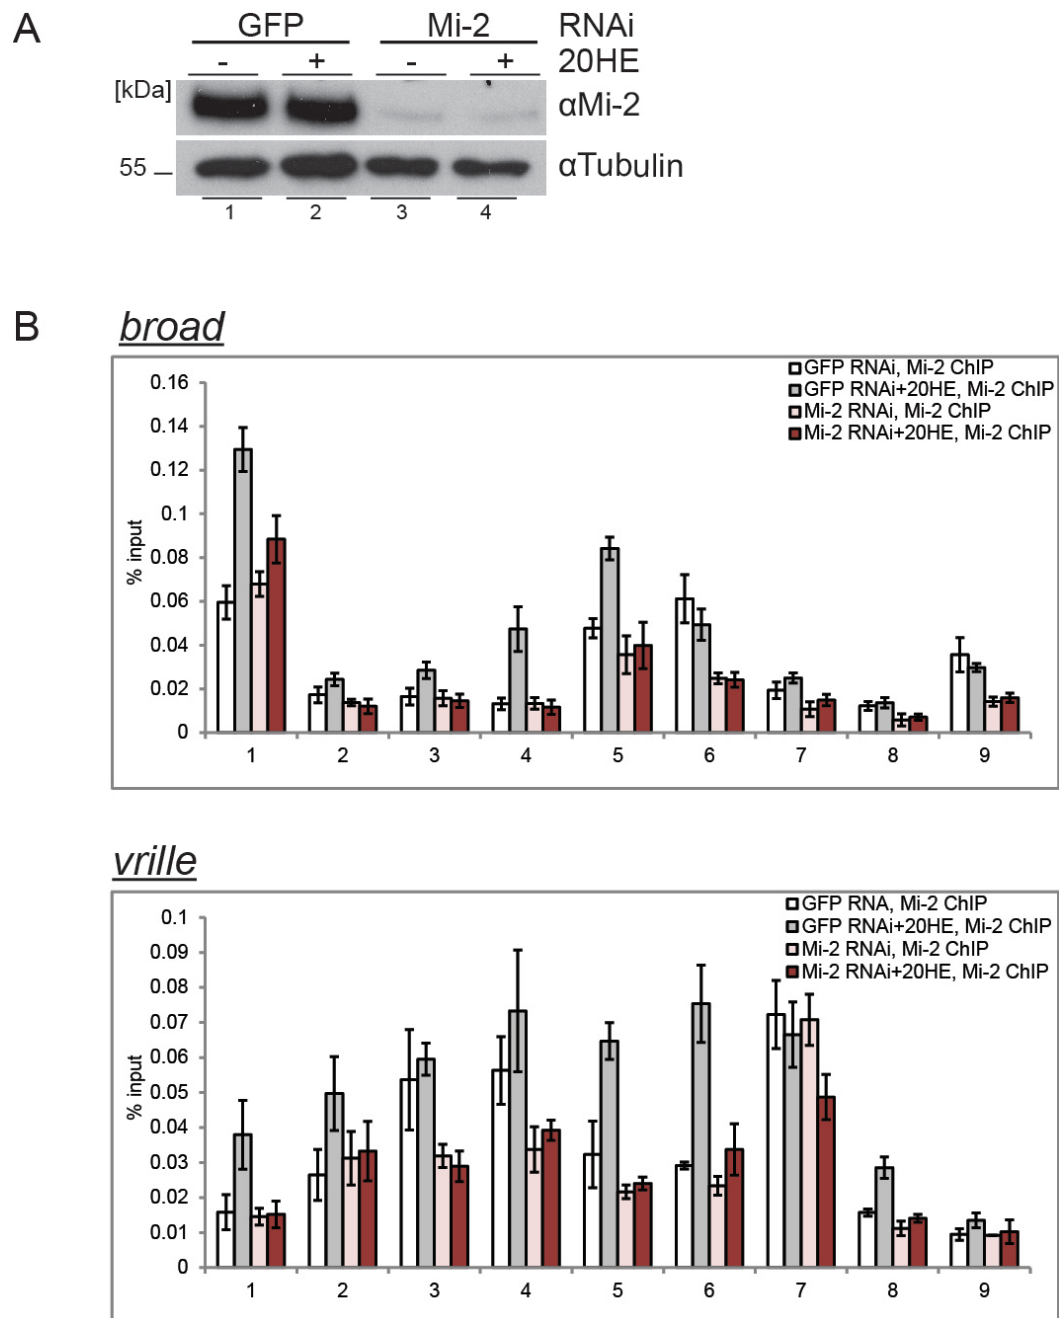 A
GFP Mi-2 RNAi
- + - + 20HE
[kDa] αMi-2
55 αTubulin
1 2 3 4
B
broad
GFP RNAi, Mi-2 ChIP
GFP RNAi+20HE, Mi-2 ChIP
Mi-2 RNAi, Mi-2 ChIP
Mi-2 RNAi+20HE, Mi-2 ChIP
% input
0.16
0.14
0.12
0.1
0.08
0.06
0.04
0.02
0
1 2 3 4 5 6 7 8 9
vrille
GFP RNA, Mi-2 ChIP
GFP RNAi+20HE, Mi-2 ChIP
Mi-2 RNAi, Mi-2 ChIP
Mi-2 RNAi+20HE, Mi-2 ChIP
% input
0.1
0.09
0.08
0.07
0.06
0.05
0.04
0.03
0.02
0.01
0
1 2 3 4 5 6 7 8 9